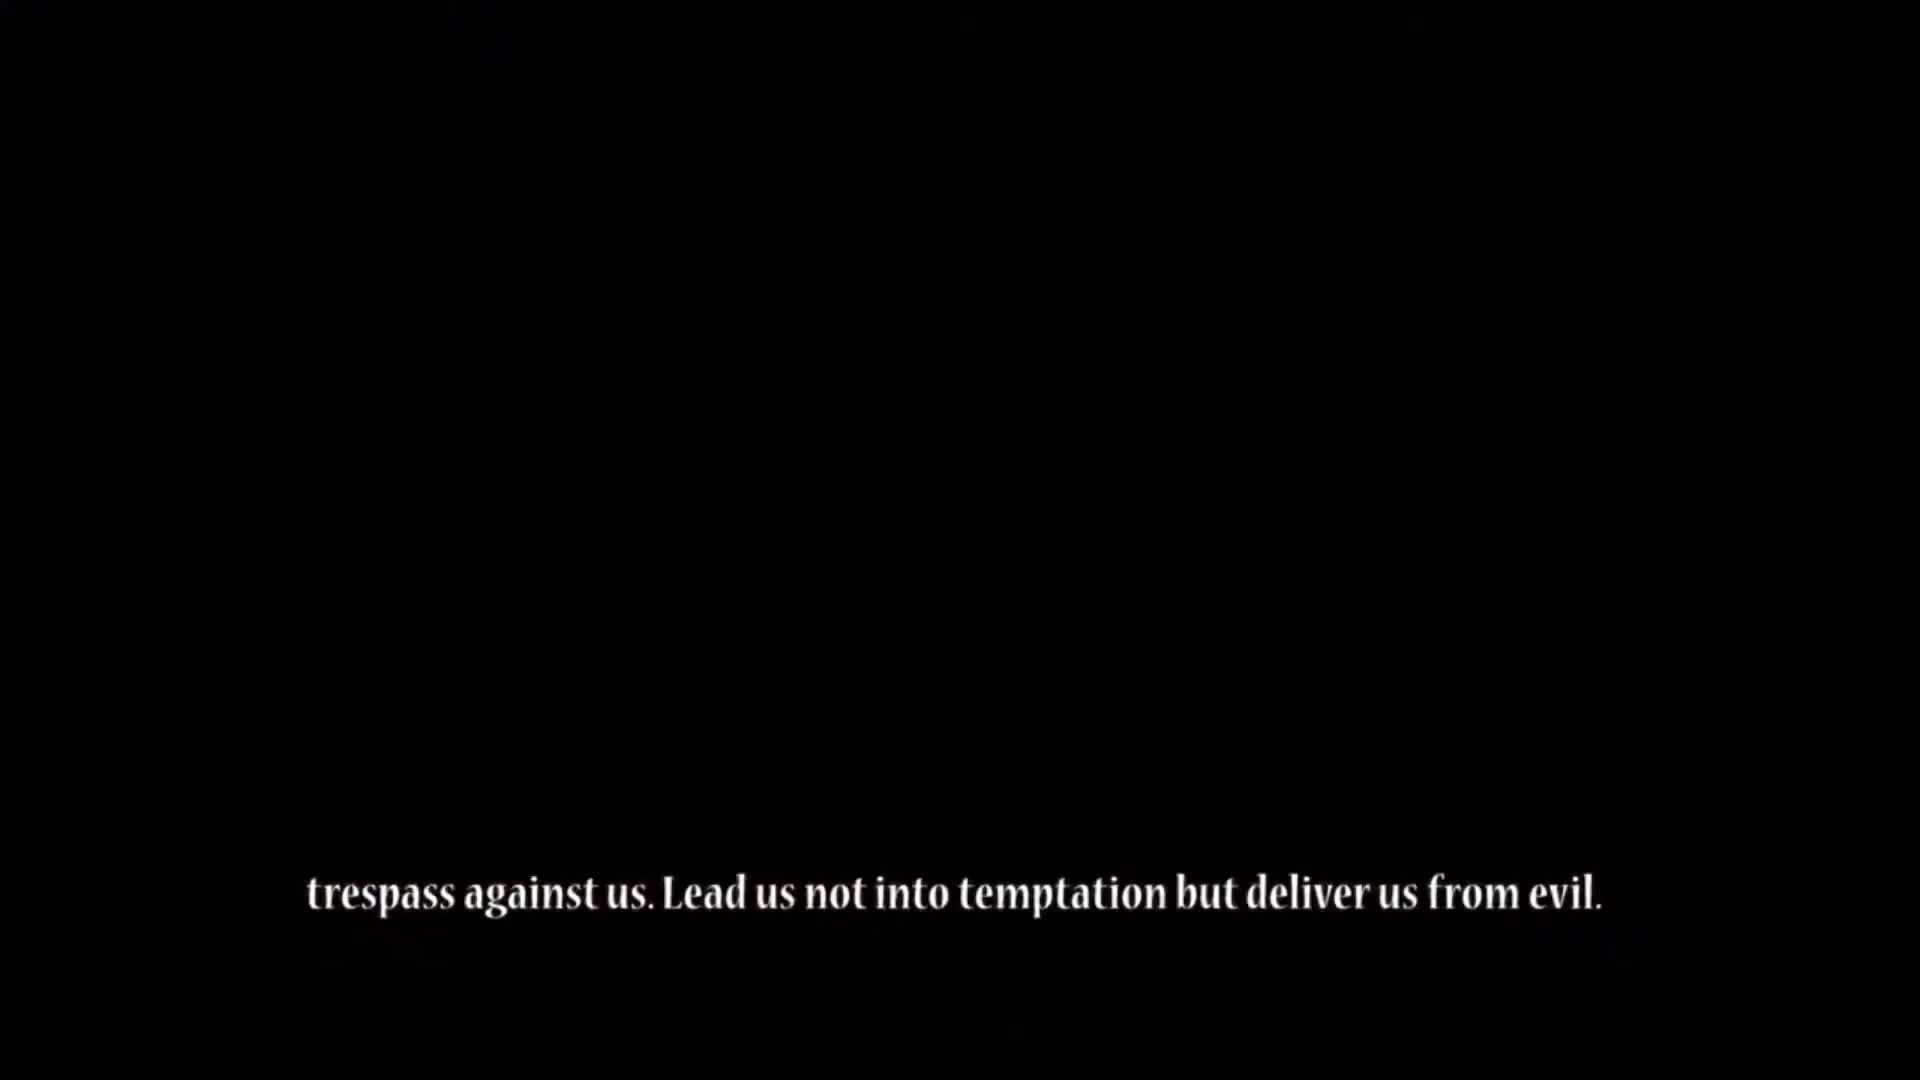 trespass against us. Lead us not into temptation but deliver us from evil.